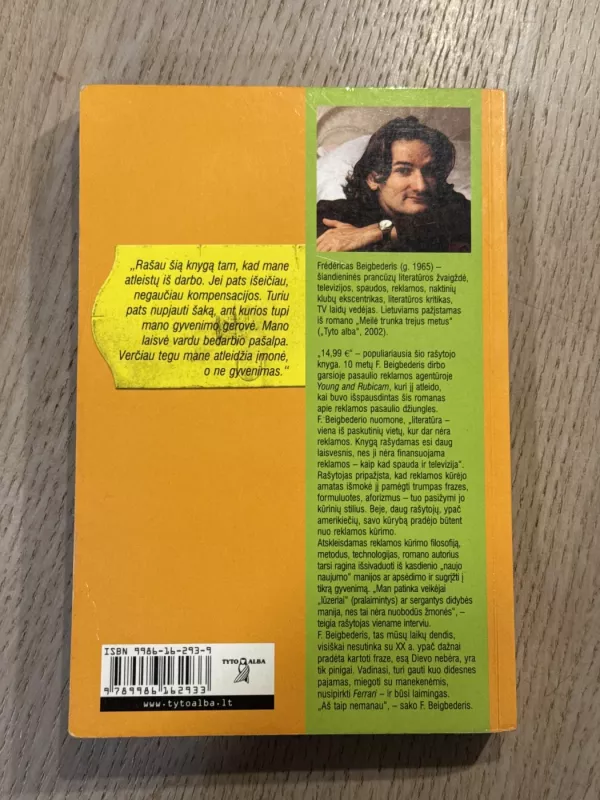 „Rašau šią knygą tam, kad mane
atleistų iš darbo. Jei pats išeičiau,
negaučiau kompensacijos. Turiu
pats nupjauti šaką, ant kurios tupi
mano gyvenimo gerovė. Mano
laisvė vardu bedarbio pašalpa.
Verčiau tegu mane atleidžia įmonė,
o ne gyvenimas.“
Frédéricas Beigbederis (g. 1965) –
šiandieninės prancūzų literatūros žvaigždė,
televizijos, spaudos, reklamos, naktinių
klubų ekscentrikas, literatūros kritikas,
TV laidų vedėjas. Lietuviams pažįstamas
iš romano „Meilė trunka trejus metus“
(„Tyto alba“, 2002).
„14,99 €“ – populiariausia šio rašytojo
knyga. 10 metų F. Beigbederis dirbo
garsioje pasaulio reklamos agentūroje
Young and Rubicam, kuri jį atleido,
kai buvo išspausdintas šis romanas
apie reklamos pasaulio džiungles.
F. Beigbederio nuomone, „literatūra –
viena iš paskutinių vietų, kur dar nėra
reklamos. Knygą rašydamas esi daug
laisvesnis, nes ji nėra finansuojama
reklamos – kaip kad spauda ir televizija“.
Rašytojas pripažįsta, kad reklamos kūrėjo
amatas išmokė jį pamėgti trumpas frazes,
formuluotes, aforizmus – tuo pasižymi jo
kūrinių stilius. Beje, daug rašytojų, ypač
amerikiečių, savo kūrybą pradėjo būtent
nuo reklamos kūrimo.
Atskleisdamas reklamos kūrimo filosofiją,
metodus, technologijas, romano autorius
tarsi ragina išsivaduoti iš kasdienio „naujo
naujumo“ manijos ar apsėdimo ir sugrįžti į
tikrą gyvenimą. „Man patinka veikėjai
„lūzeriai“ (pralaimintys) ar sergantys didybės
manija, nes tai nėra nuobodūs žmonės“, –
teigia rašytojas viename interviu.
F. Beigbederis, tas mūsų laikų dendis,
visiškai nesutinka su XX a. ypač dažnai
pradėta kartoti fraze, esą Dievo nebėra, yra
tik pinigai. Vadinasi, turi gauti kuo didesnes
pajamas, miegoti su manekenėmis,
nusipirkti Ferrari – ir būsi laimingas.
„Aš taip nemanau“, – sako F. Beigbederis.
ISBN 9986-16-293-9
9 789986 162933
www.tytoalba.lt
TYTO ALBA